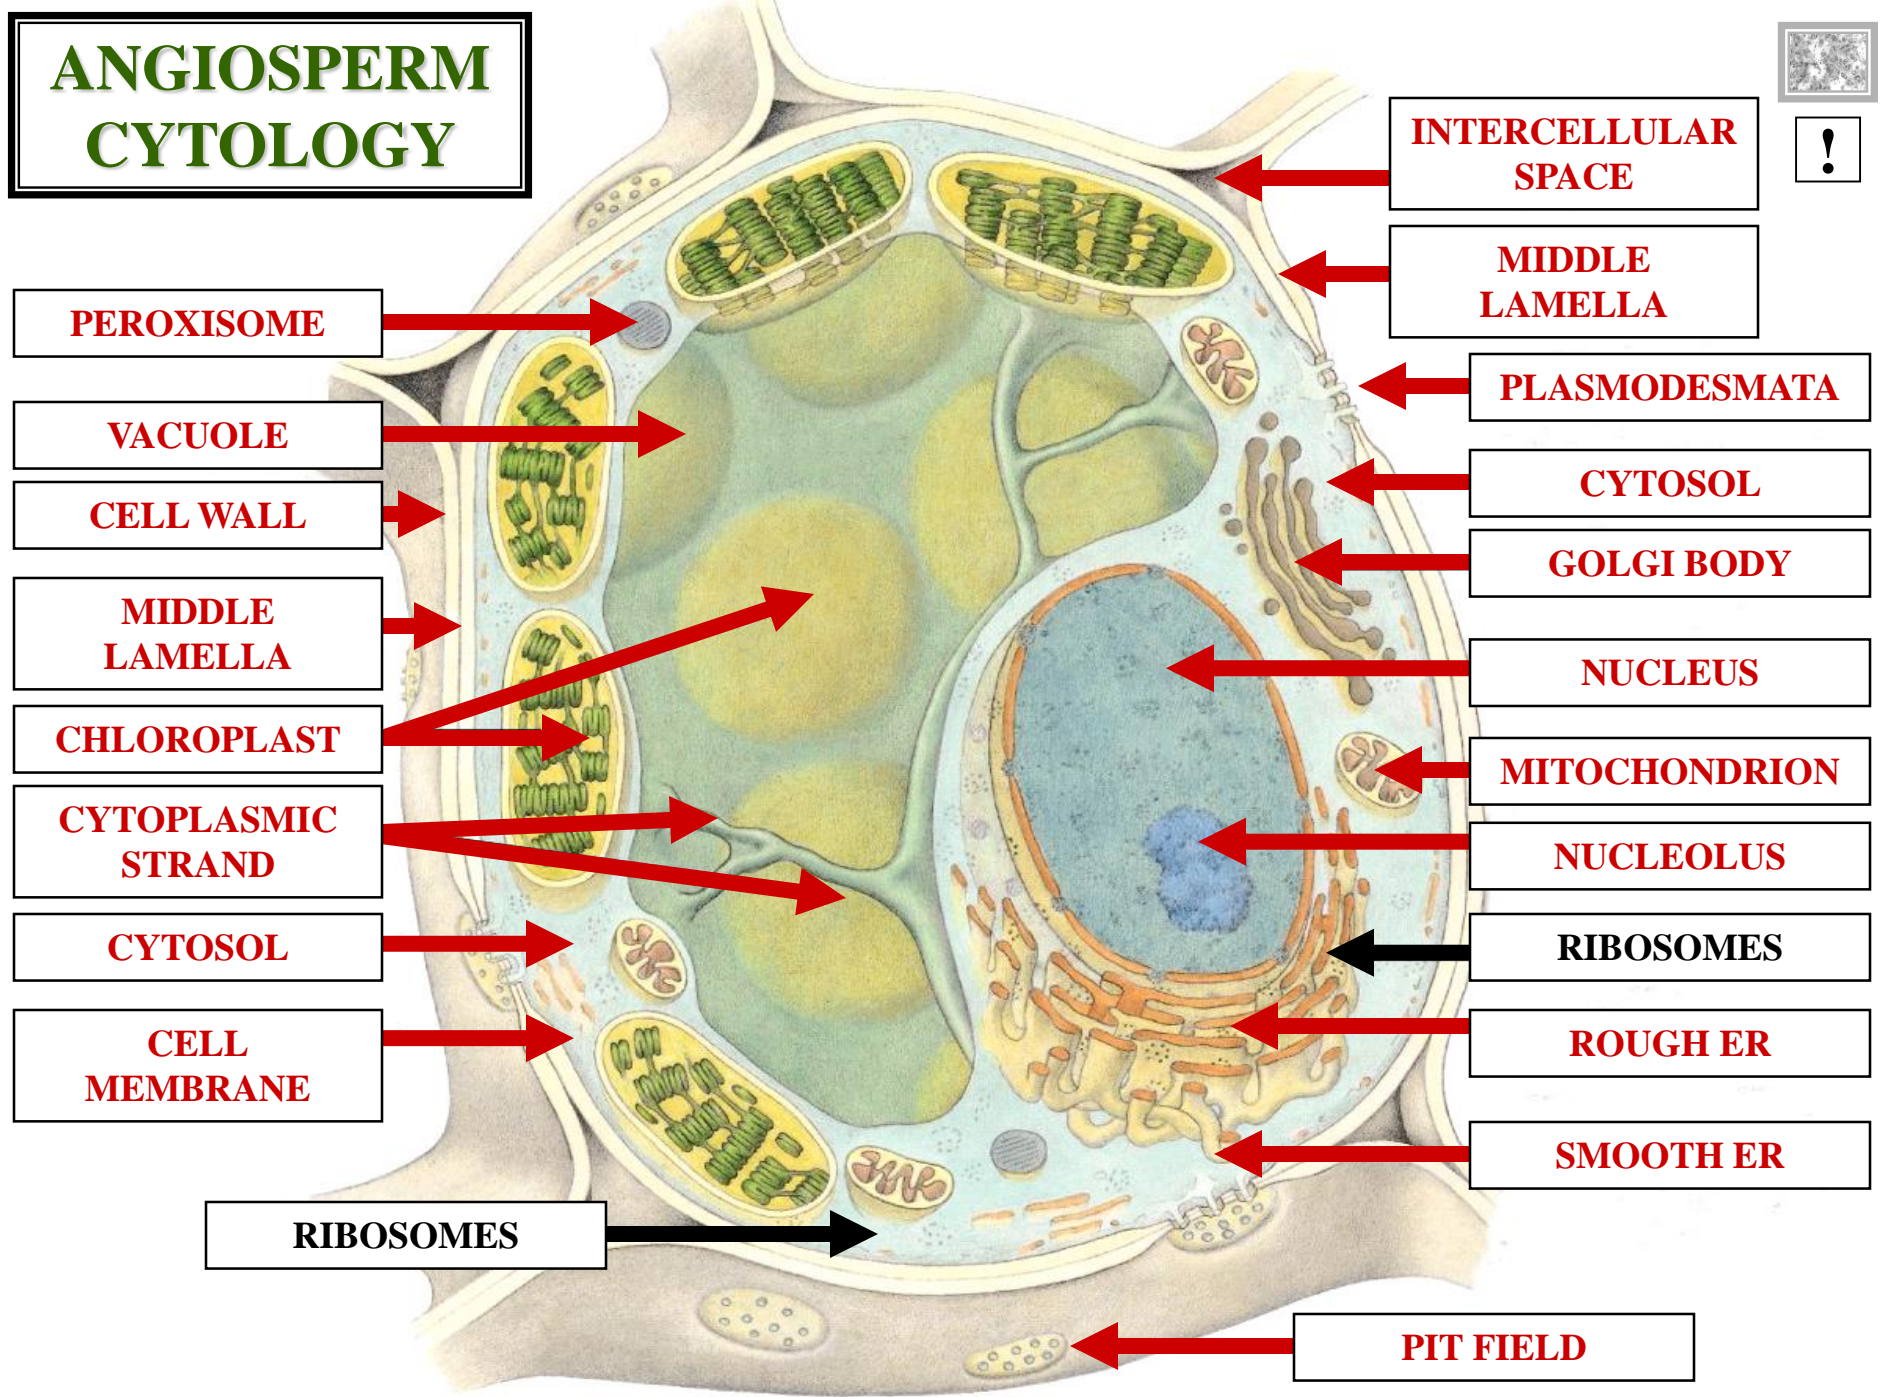 ANGIOSPERM
CYTOLOGY
!
INTERCELLULAR
SPACE
MIDDLE
LAMELLA
PEROXISOME
PLASMODESMATA
VACUOLE
CYTOSOL
CELL WALL
GOLGI BODY
MIDDLE
LAMELLA
NUCLEUS
CHLOROPLAST
MITOCHONDRION
CYTOPLASMIC
STRAND
NUCLEOLUS
CYTOSOL
RIBOSOMES
CELL
MEMBRANE
ROUGH ER
SMOOTH ER
RIBOSOMES
PIT FIELD